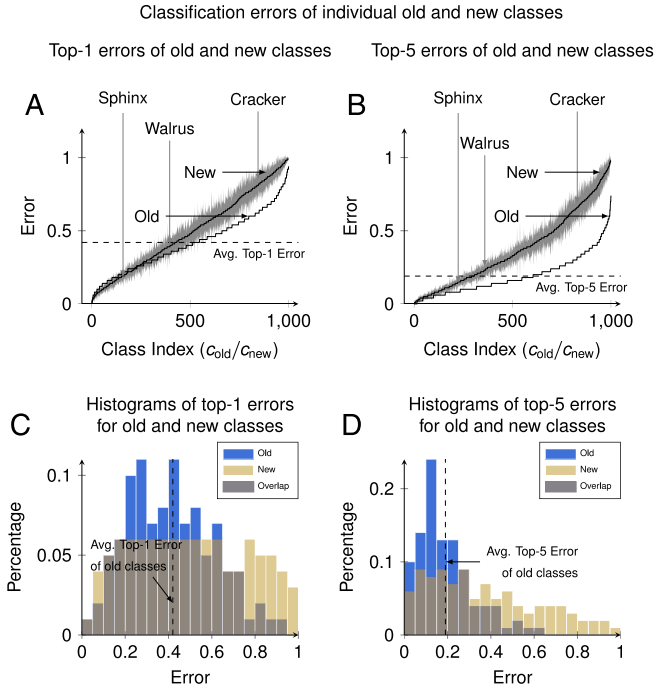 Classification errors of individual old and new classes
Top-1 errors of old and new classes
Top-5 errors of old and new classes
A
Sphinx
Cracker
Walrus
New
Old
Avg. Top-1 Error
Error
1
0.5
0
0
500
1,000
Class Index (c_old/c_new)
B
Sphinx
Cracker
Walrus
New
Old
Avg. Top-5 Error
Error
1
0.5
0
0
500
1,000
Class Index (c_old/c_new)
C
Histograms of top-1 errors
for old and new classes
Old
New
Overlap
Avg. Top-1 Error
of old classes
Percentage
0.1
0.05
0
0
0.2
0.4
0.6
0.8
1
Error
D
Histograms of top-5 errors
for old and new classes
Old
New
Overlap
Avg. Top-5 Error
of old classes
Percentage
0.2
0.1
0
0
0.2
0.4
0.6
0.8
1
Error